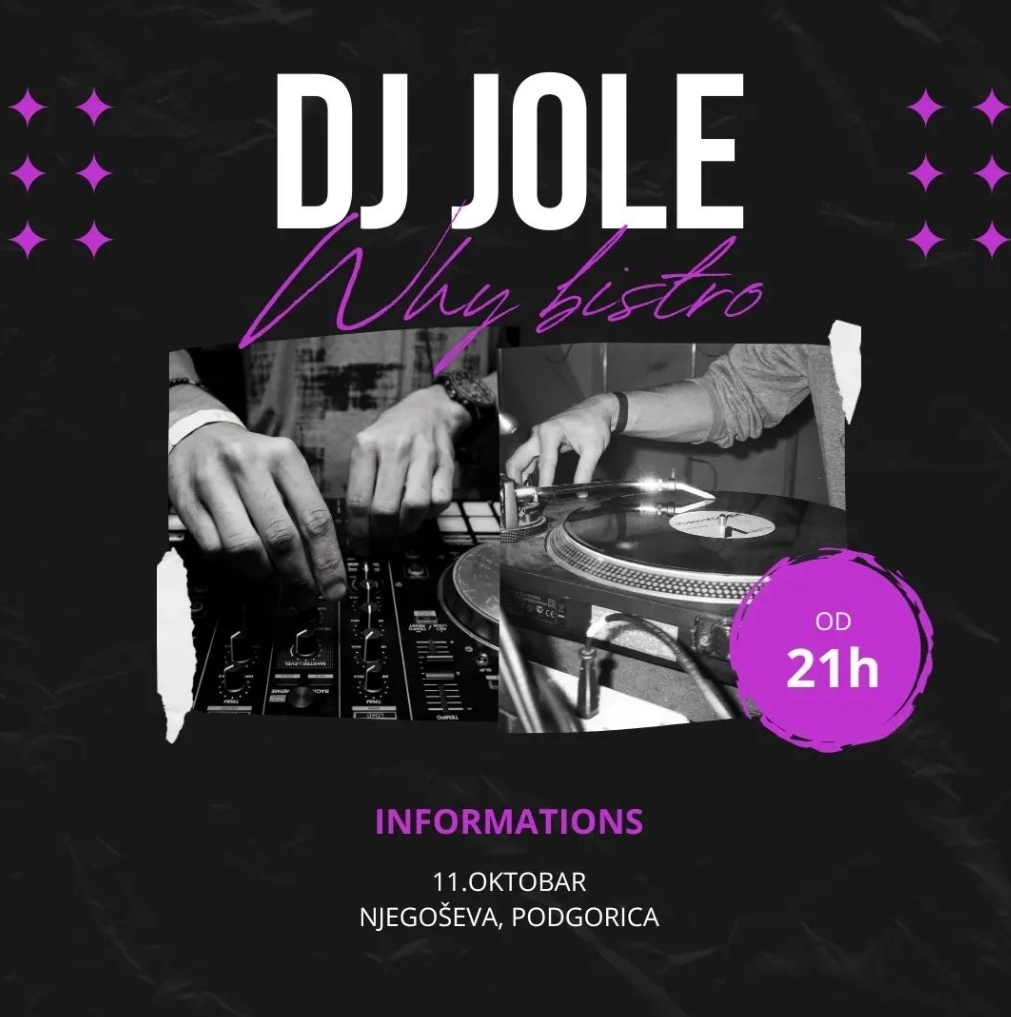 DJ JOLE
Why bistro
OD
21h
INFORMATIONS
11.OKTOBAR
NJEGOŠEVA, PODGORICA